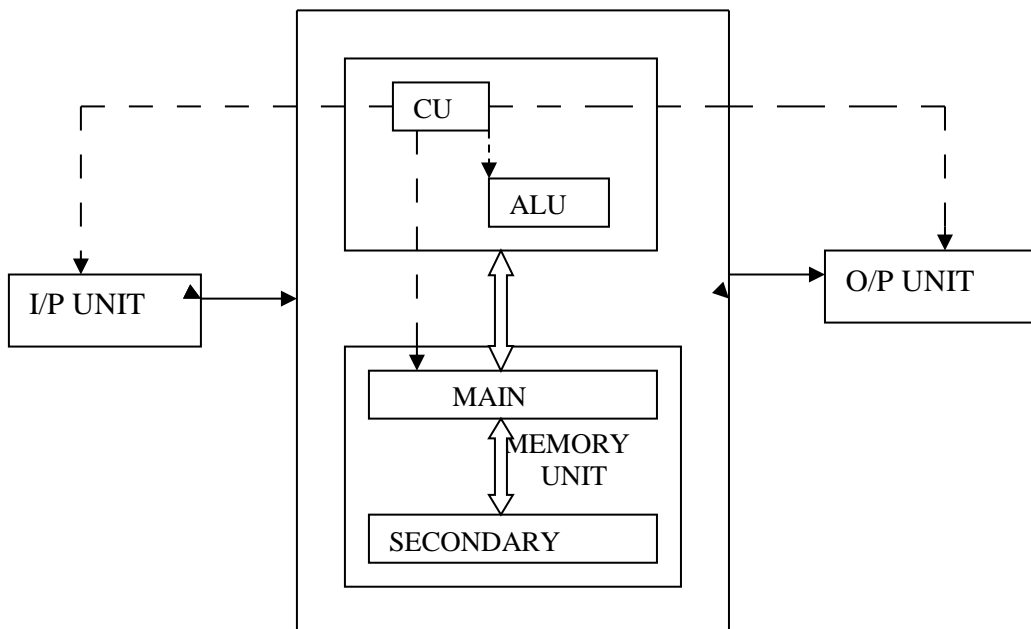 CU
ALU
I/P UNIT
O/P UNIT
MAIN
MEMORY
UNIT
SECONDARY